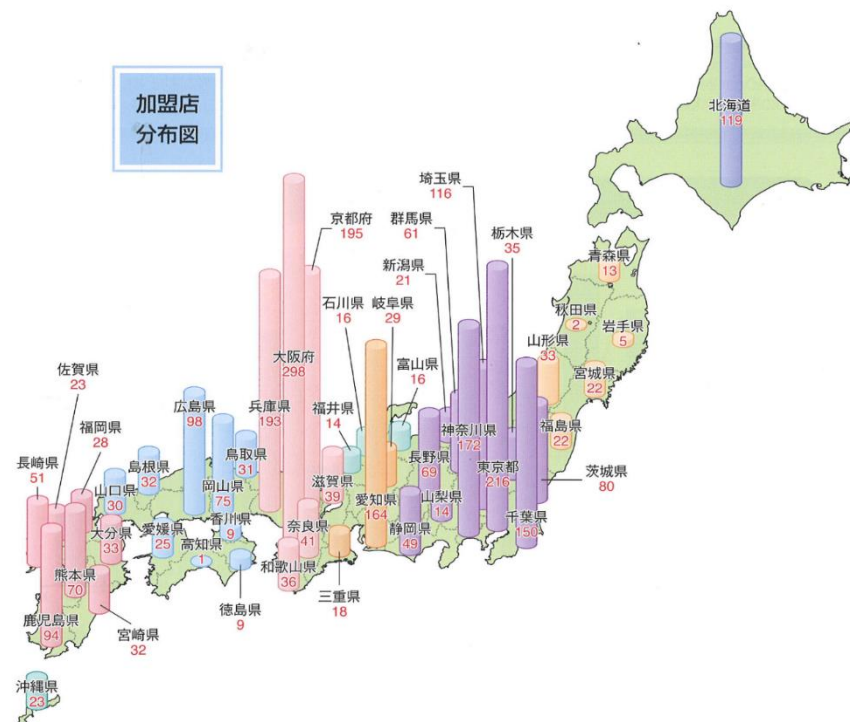 加盟店
分布図
北海道
119
青森県
13
秋田県
2
岩手県
5
山形県
33
宮城県
22
福島県
22
茨城県
80
栃木県
35
埼玉県
116
群馬県
61
新潟県
21
千葉県
150
東京都
216
神奈川県
172
山梨県
14
長野県
69
静岡県
49
富山県
16
岐阜県
29
石川県
16
福井県
14
愛知県
164
三重県
18
京都府
195
大阪府
298
兵庫県
193
滋賀県
39
奈良県
41
和歌山県
36
鳥取県
31
岡山県
75
広島県
98
島根県
32
山口県
30
香川県
9
徳島県
9
愛媛県
25
高知県
1
福岡県
28
佐賀県
23
長崎県
51
大分県
33
熊本県
70
宮崎県
32
鹿児島県
94
沖縄県
23